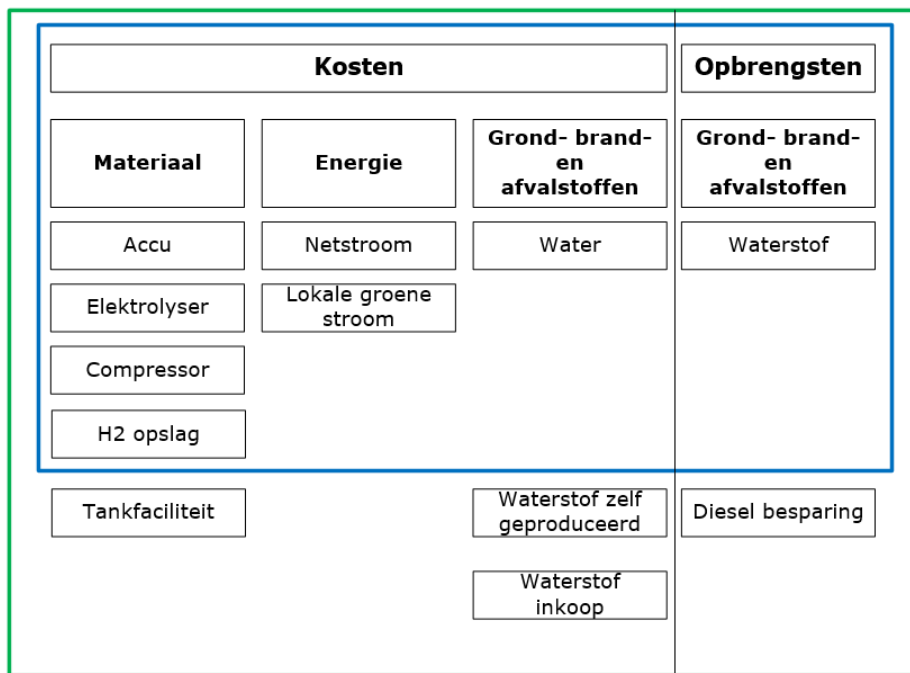 Kosten
Opbrengsten
Materiaal
Energie
Grond- brand-
en
afvalstoffen
Grond- brand-
en
afvalstoffen
Accu
Netstroom
Water
Waterstof
Elektrolyser
Lokale groene
stroom
Compressor
H2 opslag
Tankfaciliteit
Waterstof zelf
geproduceerd
Diesel besparing
Waterstof
inkoop